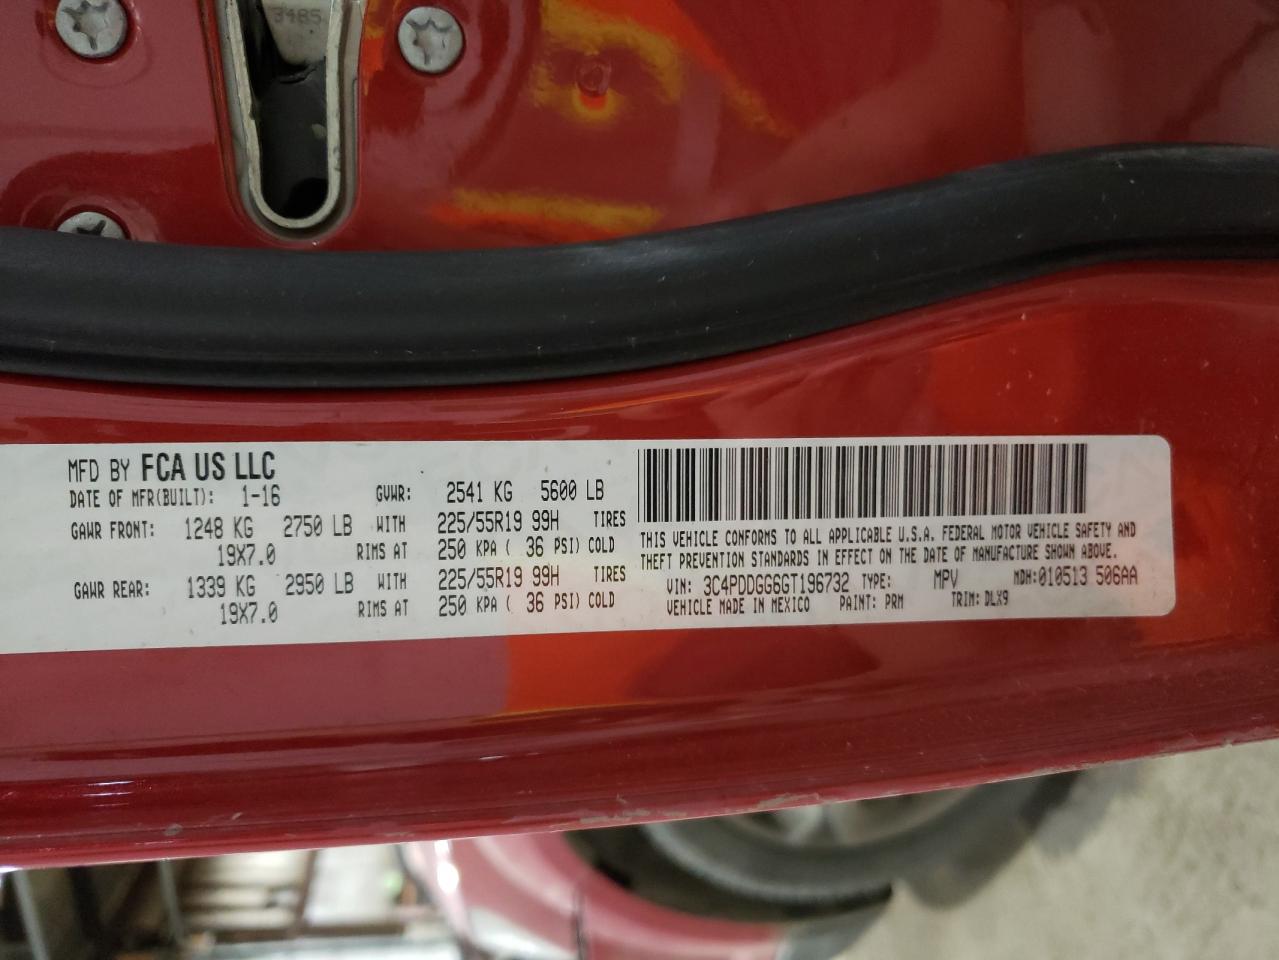 3485
MFD BY FCA US LLC
DATE OF MFR(BUILT): 1-16 GVWR: 2541 KG 5600 LB
GAWR FRONT: 1248 KG 2750 LB WITH 225/55R19 99H TIRES
19X7.0 RIMS AT 250 KPA ( 36 PSI) COLD
GAWR REAR: 1339 KG 2950 LB WITH 225/55R19 99H TIRES
19X7.0 RIMS AT 250 KPA ( 36 PSI) COLD
THIS VEHICLE CONFORMS TO ALL APPLICABLE U.S.A. FEDERAL MOTOR VEHICLE SAFETY AND
THEFT PREVENTION STANDARDS IN EFFECT ON THE DATE OF MANUFACTURE SHOWN ABOVE.
VIN: 3C4PDDGG6GT196732 TYPE: MPV MDH: 010513 506AA
VEHICLE MADE IN MEXICO PAINT: PRM TRIM: DLX9